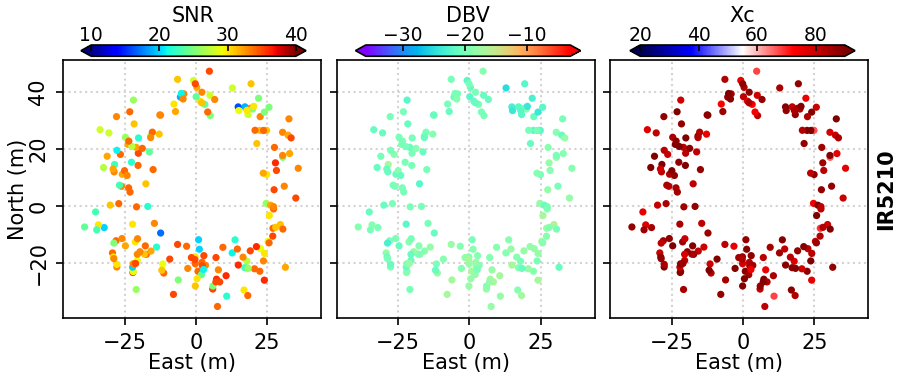 SNR DBV Xc
10 20 30 40 −30 −20 −10 20 40 60 80
40
20
0
−20
North (m)
IR5210
−25 0 25 −25 0 25 −25 0 25
East (m) East (m) East (m)